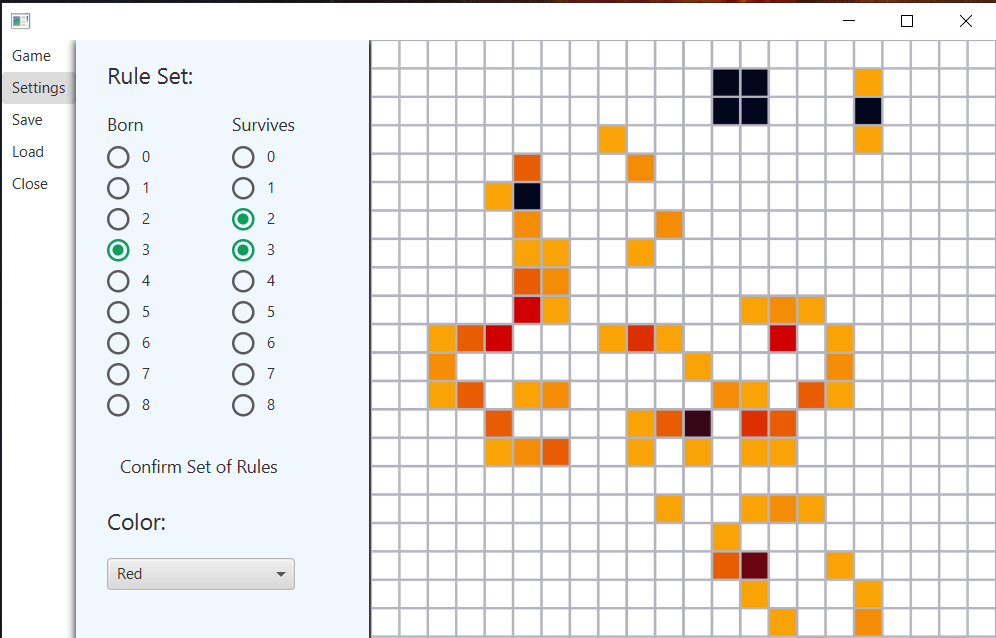 Game
Settings
Save
Load
Close
Rule Set:
Born Survives
0 0
1 1
2 2
3 3
4 4
5 5
6 6
7 7
8 8
Confirm Set of Rules
Color:
Red